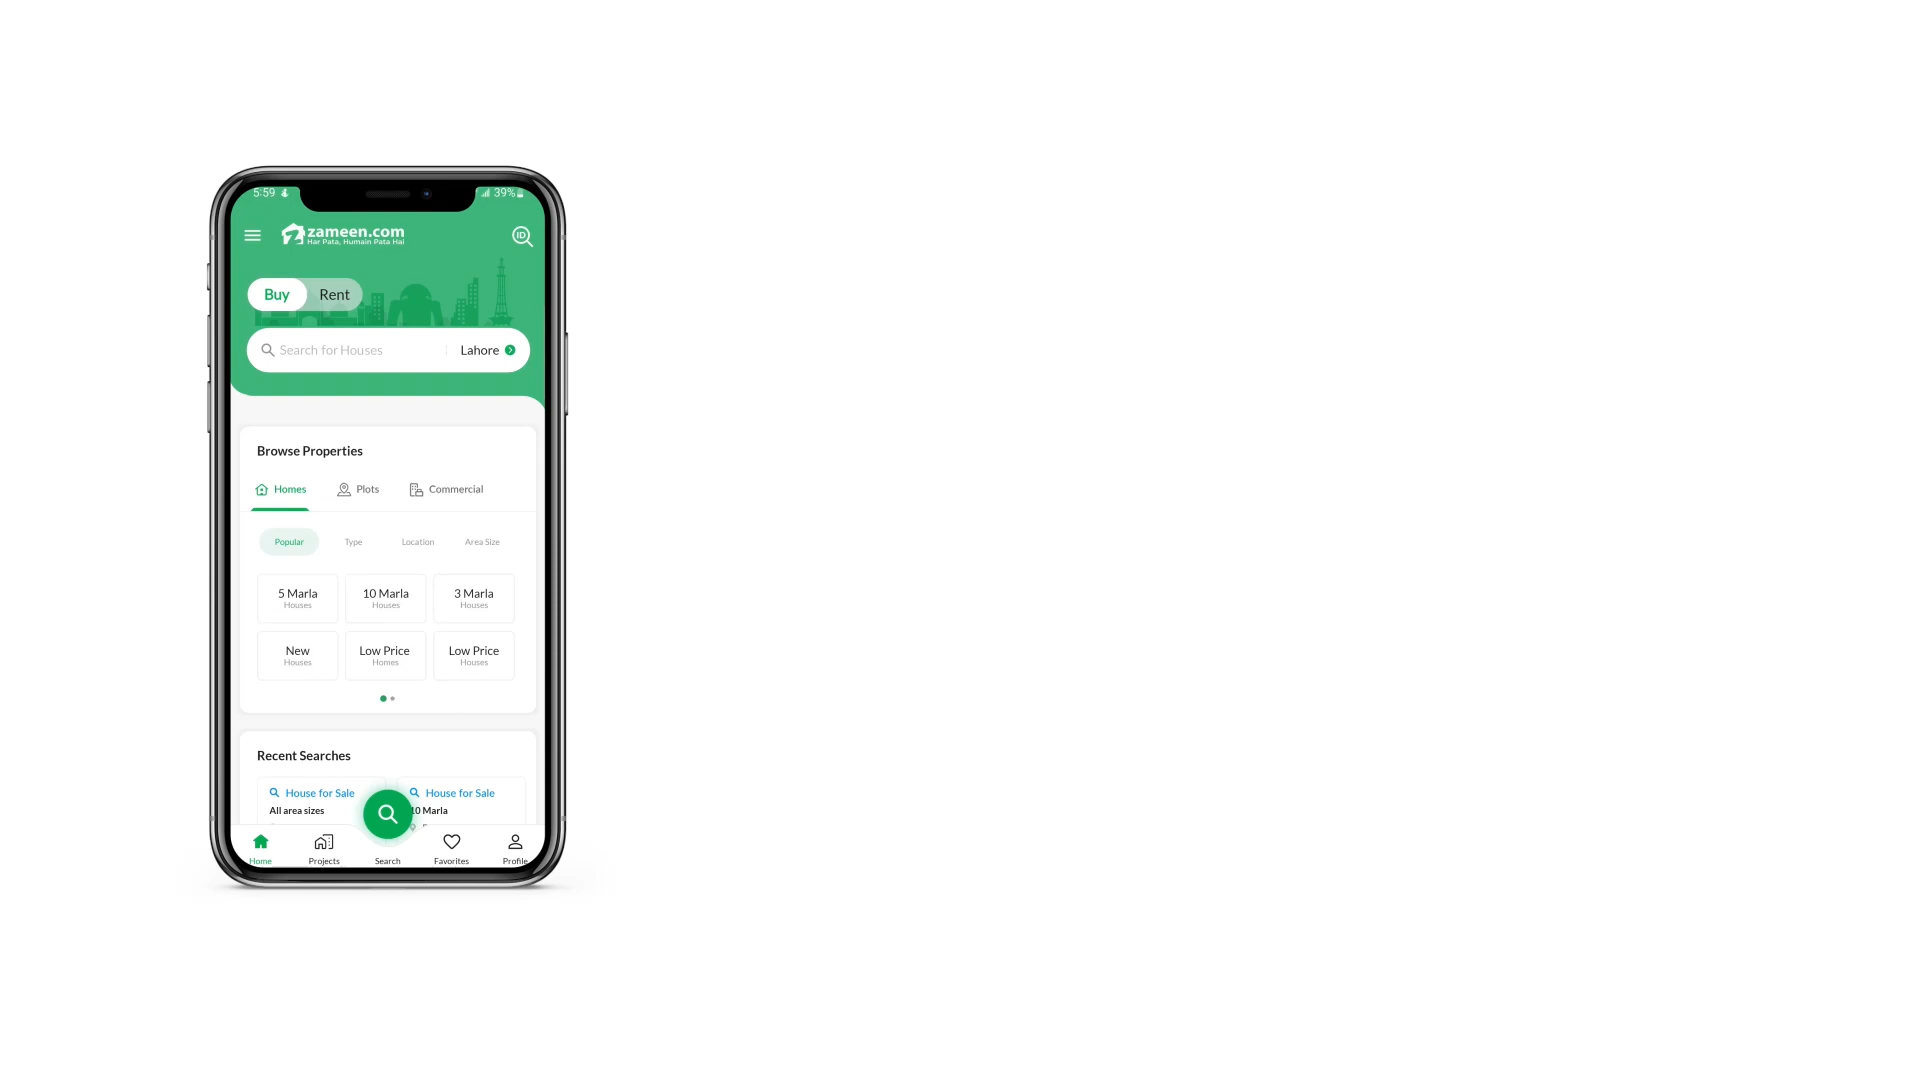 5:59
39%
zameen.com
Har Pata, Humain Pata Hai
ID
Buy Rent
Search for Houses Lahore
Browse Properties
Homes Plots Commercial
Popular Type Location Area Size
5 Marla 10 Marla 3 Marla
Houses Houses Houses
New Low Price Low Price
Houses Homes Houses
Recent Searches
House for Sale House for Sale
All area sizes 10 Marla
Home Projects Search Favorites Profile